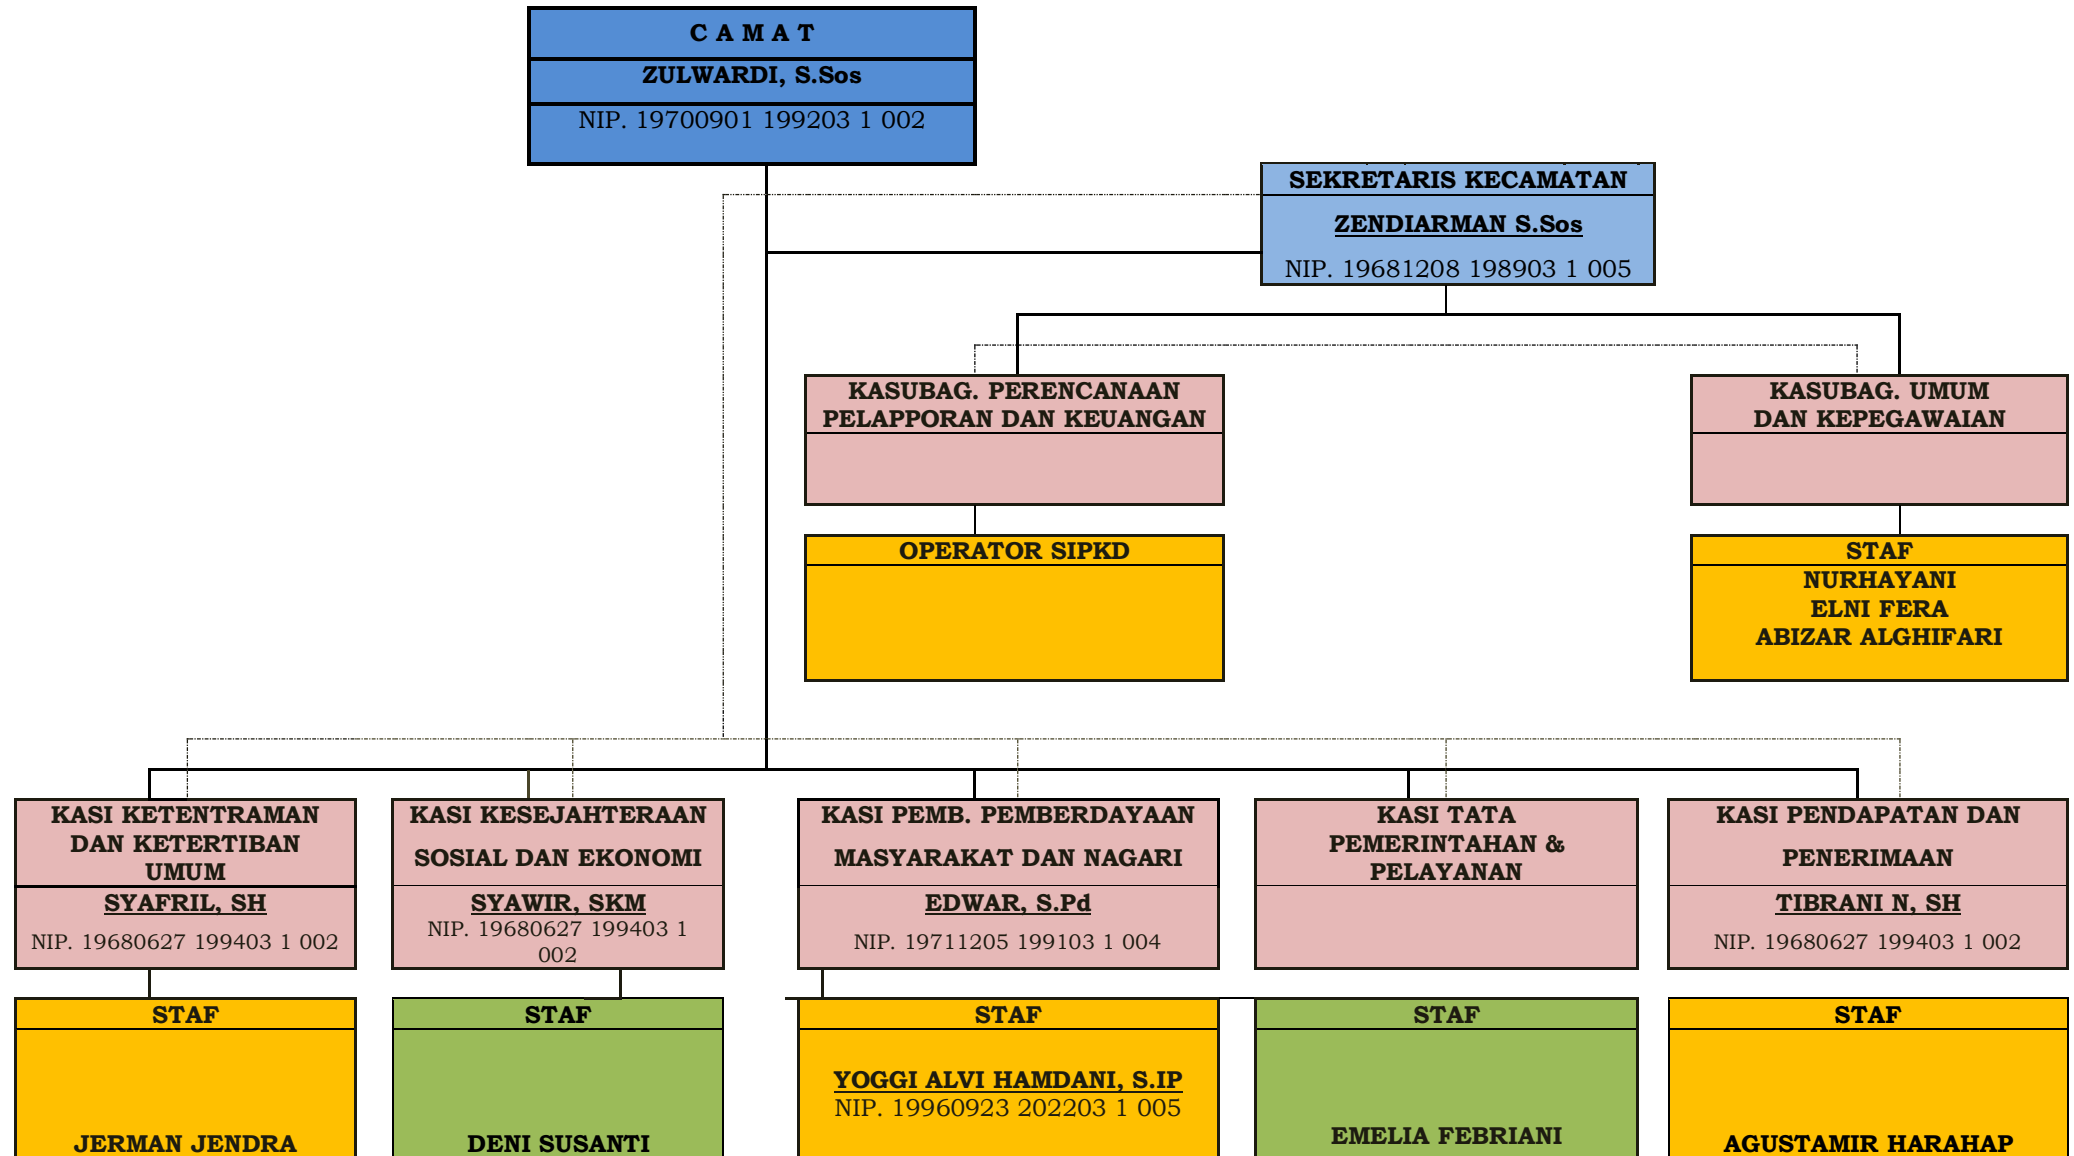 C A M A T
ZULWARDI, S.Sos
NIP. 19700901 199203 1 002
SEKRETARIS KECAMATAN
ZENDIARMAN S.Sos
NIP. 19681208 198903 1 005
KASUBAG. PERENCANAAN
PELAPPORAN DAN KEUANGAN
KASUBAG. UMUM
DAN KEPEGAWAIAN
OPERATOR SIPKD
STAF
NURHAYANI
ELNI FERA
ABIZAR ALGHIFARI
KASI KETENTRAMAN
DAN KETERTIBAN
UMUM
SYAFRIL, SH
NIP. 19680627 199403 1 002
KASI KESEJAHTERAAN
SOSIAL DAN EKONOMI
SYAWIR, SKM
NIP. 19680627 199403 1
002
KASI PEMB. PEMBERDAYAAN
MASYARAKAT DAN NAGARI
EDWAR, S.Pd
NIP. 19711205 199103 1 004
KASI TATA
PEMERINTAHAN &
PELAYANAN
KASI PENDAPATAN DAN
PENERIMAAN
TIBRANI N, SH
NIP. 19680627 199403 1 002
STAF
JERMAN JENDRA
STAF
DENI SUSANTI
STAF
YOGGI ALVI HAMDANI, S.IP
NIP. 19960923 202203 1 005
STAF
EMELIA FEBRIANI
STAF
AGUSTAMIR HARAHAP